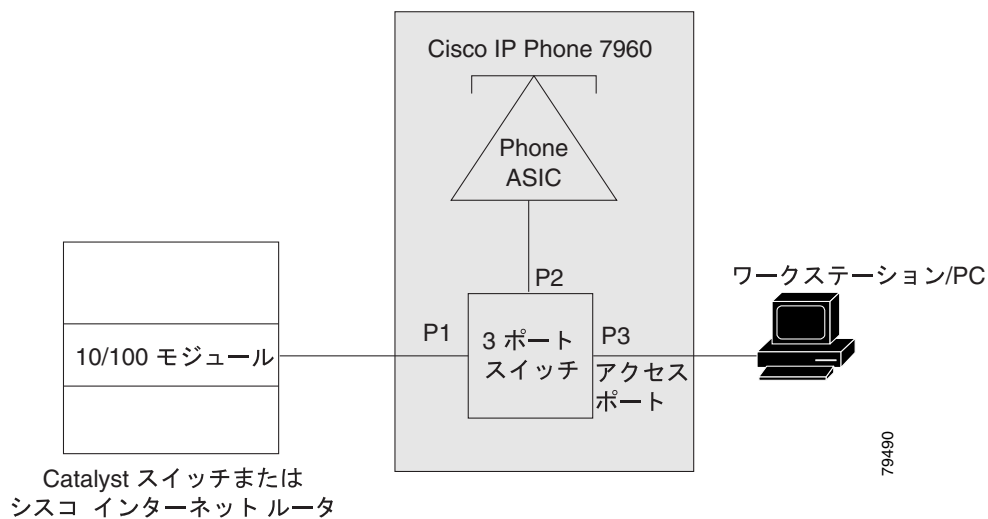 Cisco IP Phone 7960
Phone
ASIC
P2
ワークステーション/PC
P1
3 ポート
スイッチ
P3
アクセス
ポート
10/100 モジュール
Catalyst スイッチまたは
シスコ インターネット ルータ
79490